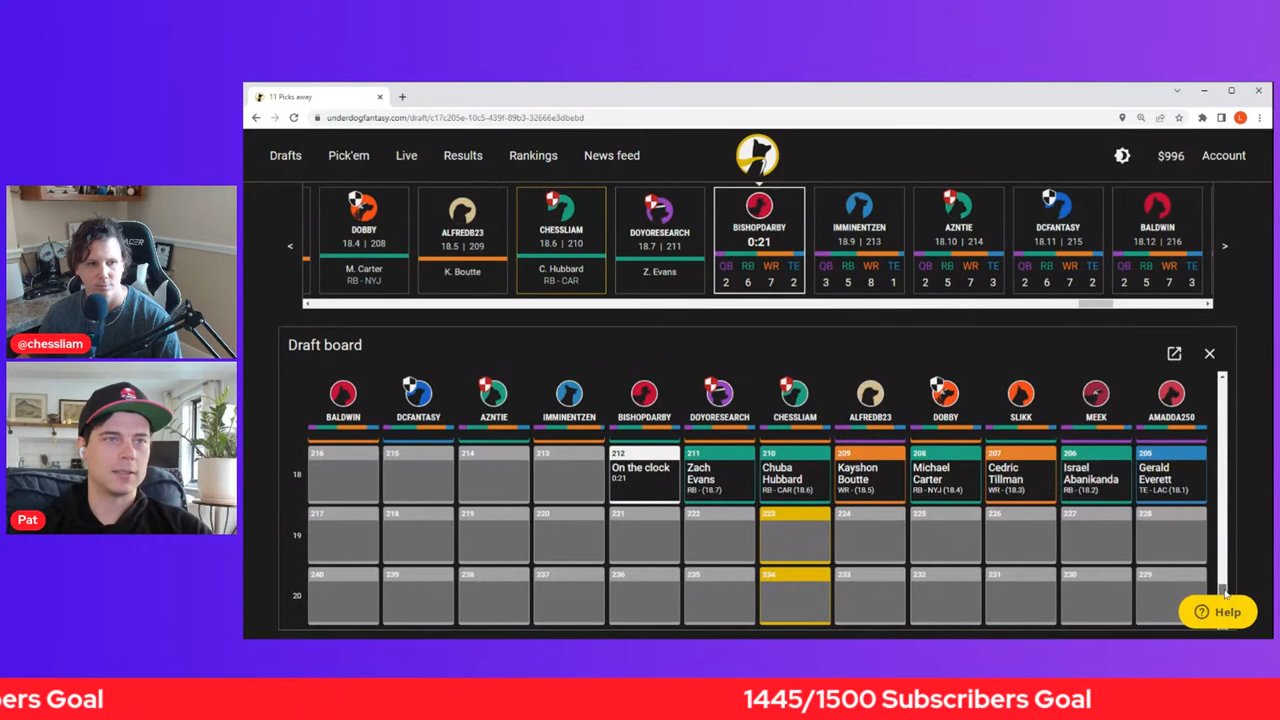 11 Picks away
underdogfantasy.com/draft/c17c205e-10c5-439f-89b3-32666e3dbebd
L
Drafts Pick'em Live Results Rankings News feed $996 Account
< DOBBY ALFREDB23 CHESSLIAM DOYORESEARCH BISHOPDARBY IMMINENTZEN AZNTIE DCFANTASY BALDWIN >
18.4 | 208 18.5 | 209 18.6 | 210 18.7 | 211 0:21 18.9 | 213 18.10 | 214 18.11 | 215 18.12 | 216
M. Carter K. Boutte C. Hubbard Z. Evans QB RB WR TE QB RB WR TE QB RB WR TE QB RB WR TE QB RB WR TE
RB - NYJ RB - CAR 2 6 7 2 3 5 8 1 2 5 7 3 2 6 7 2 2 5 7 3
Draft board
BALDWIN DCFANTASY AZNTIE IMMINENTZEN BISHOPDARBY DOYORESEARCH CHESSLIAM ALFREDB23 DOBBY SLIKK MEEK AMADDA250
216 215 214 213 212 211 210 209 208 207 206 205
18 On the clock Zach Chuba Kayshon Michael Cedric Israel Gerald
0:21 Evans Hubbard Boutte Carter Tillman Abanikanda Everett
RB - (18.7) RB - CAR (18.6) WR - (18.5) RB - NYJ (18.4) WR - (18.3) RB - (18.2) TE - LAC (18.1)
217 218 219 220 221 222 223 224 225 226 227 228
19
240 239 238 237 236 235 234 233 232 231 230 229
20
Help
@chessliam
Pat
ers Goal 1445/1500 Subscribers Goal